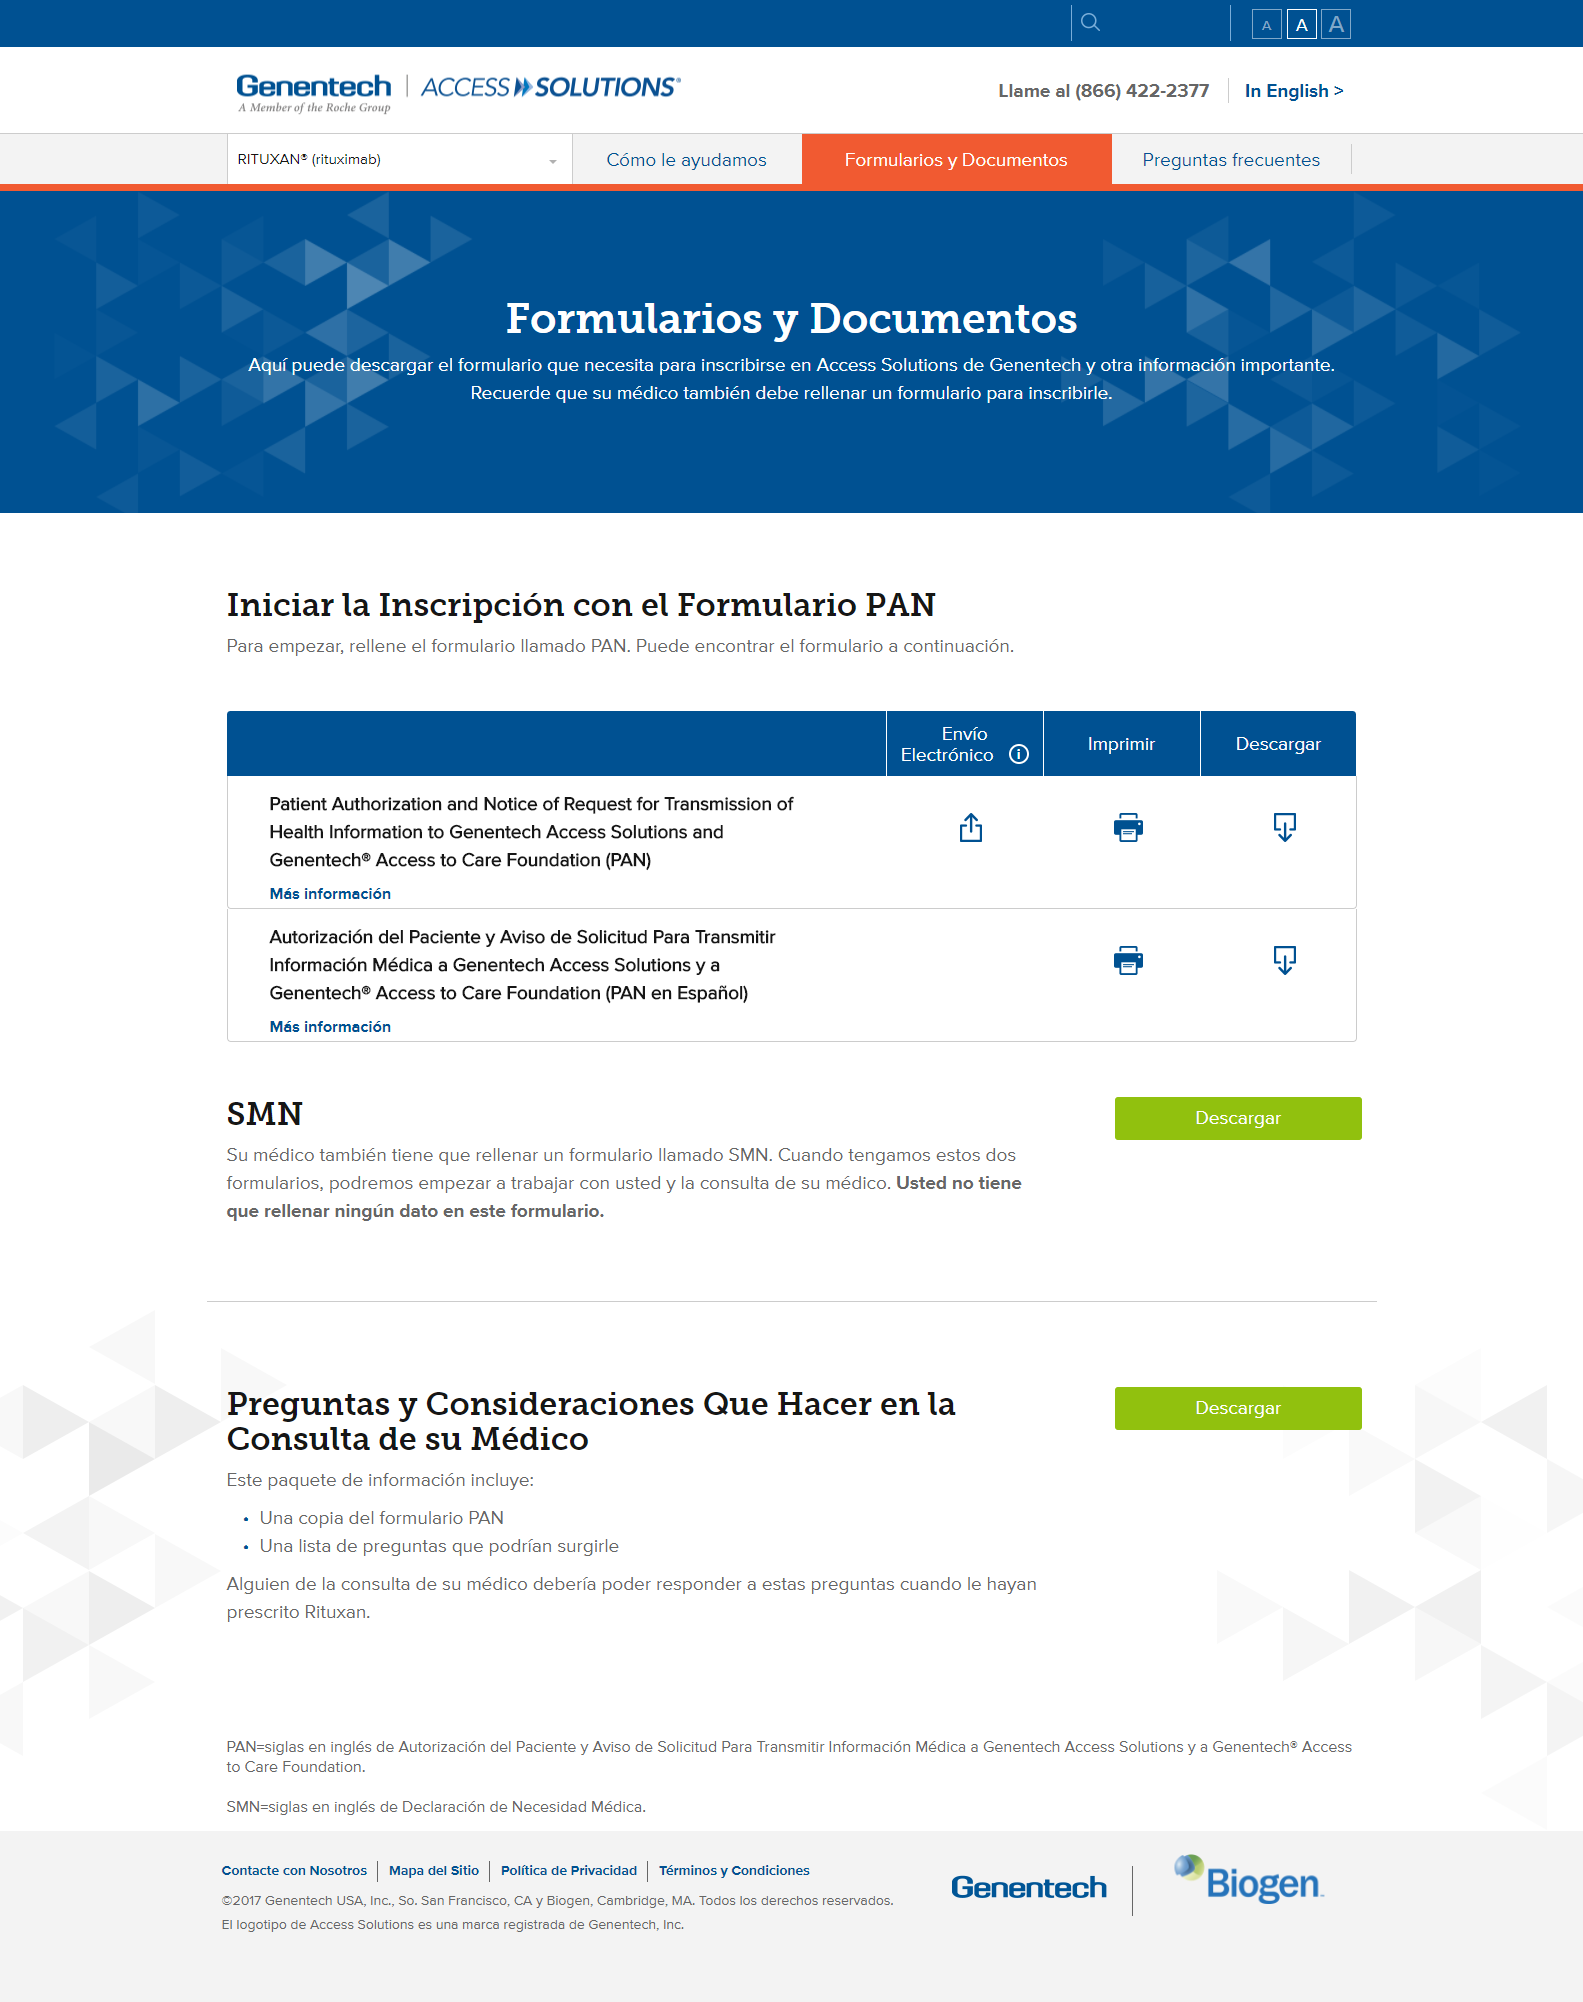 A A A
Genentech
A Member of the Roche Group
ACCESS SOLUTIONS®
Llame al (866) 422-2377
In English >
RITUXAN® (rituximab)
Cómo le ayudamos
Formularios y Documentos
Preguntas frecuentes
Formularios y Documentos
Aquí puede descargar el formulario que necesita para inscribirse en Access Solutions de Genentech y otra información importante.
Recuerde que su médico también debe rellenar un formulario para inscribirle.
Iniciar la Inscripción con el Formulario PAN
Para empezar, rellene el formulario llamado PAN. Puede encontrar el formulario a continuación.
Envío
Electrónico
Imprimir
Descargar
Patient Authorization and Notice of Request for Transmission of
Health Information to Genentech Access Solutions and
Genentech® Access to Care Foundation (PAN)
Más información
Autorización del Paciente y Aviso de Solicitud Para Transmitir
Información Médica a Genentech Access Solutions y a
Genentech® Access to Care Foundation (PAN en Español)
Más información
SMN
Descargar
Su médico también tiene que rellenar un formulario llamado SMN. Cuando tengamos estos dos
formularios, podremos empezar a trabajar con usted y la consulta de su médico. Usted no tiene
que rellenar ningún dato en este formulario.
Preguntas y Consideraciones Que Hacer en la
Consulta de su Médico
Descargar
Este paquete de información incluye:
• Una copia del formulario PAN
• Una lista de preguntas que podrían surgirle
Alguien de la consulta de su médico debería poder responder a estas preguntas cuando le hayan
prescrito Rituxan.
PAN=siglas en inglés de Autorización del Paciente y Aviso de Solicitud Para Transmitir Información Médica a Genentech Access Solutions y a Genentech® Access
to Care Foundation.
SMN=siglas en inglés de Declaración de Necesidad Médica.
Contacte con Nosotros
Mapa del Sitio
Política de Privacidad
Términos y Condiciones
©2017 Genentech USA, Inc., So. San Francisco, CA y Biogen, Cambridge, MA. Todos los derechos reservados.
El logotipo de Access Solutions es una marca registrada de Genentech, Inc.
Genentech
Biogen